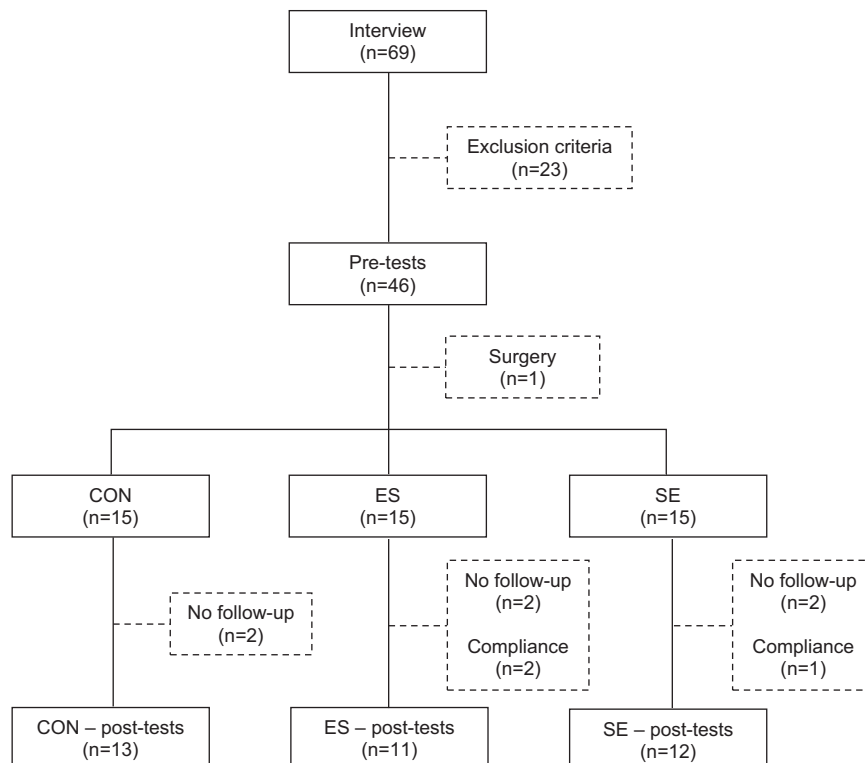 Interview
(n=69)
Exclusion criteria
(n=23)
Pre-tests
(n=46)
Surgery
(n=1)
CON
(n=15)
ES
(n=15)
SE
(n=15)
No follow-up
(n=2)
No follow-up
(n=2)
Compliance
(n=2)
No follow-up
(n=2)
Compliance
(n=1)
CON – post-tests
(n=13)
ES – post-tests
(n=11)
SE – post-tests
(n=12)